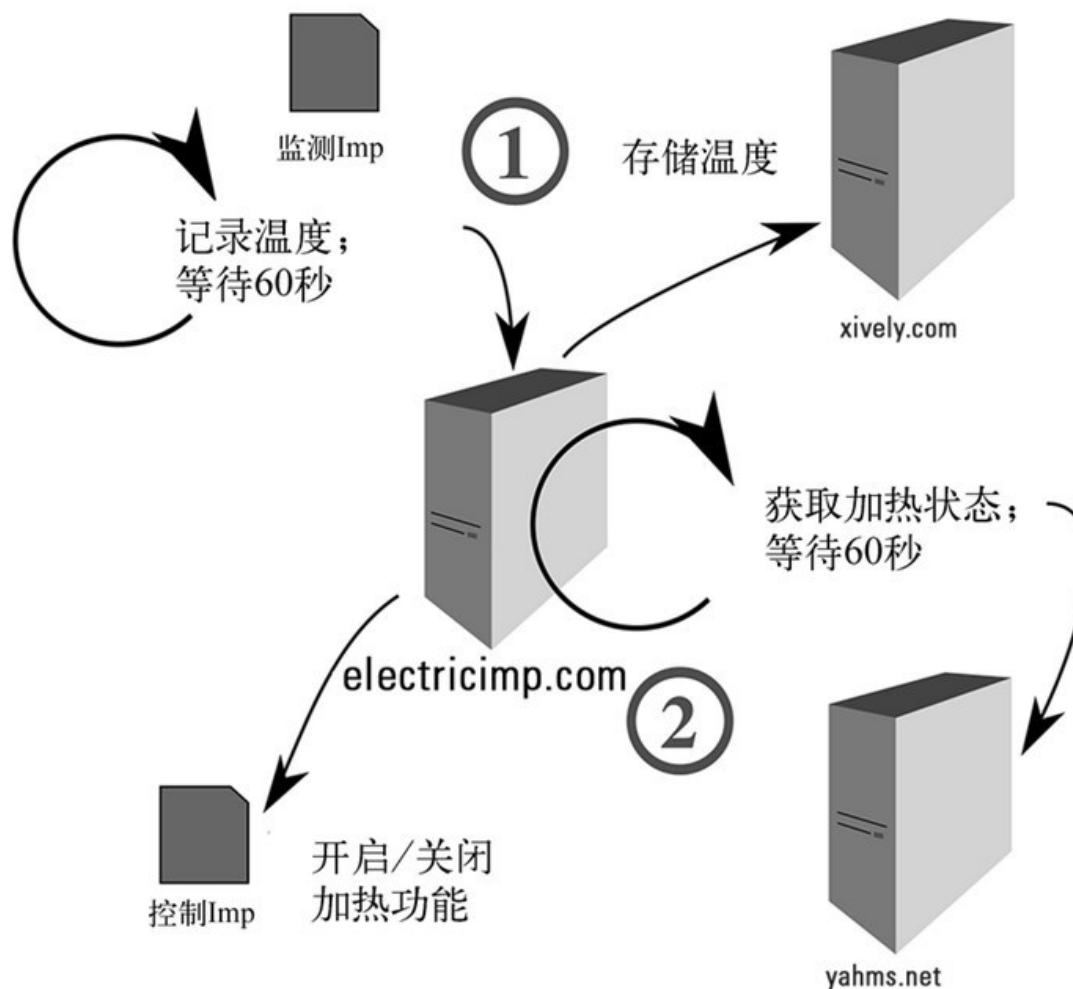 监测Imp
1
存储温度
记录温度；
等待60秒
xively.com
获取加热状态；
等待60秒
electricimp.com
2
开启/关闭
加热功能
控制Imp
yahms.net